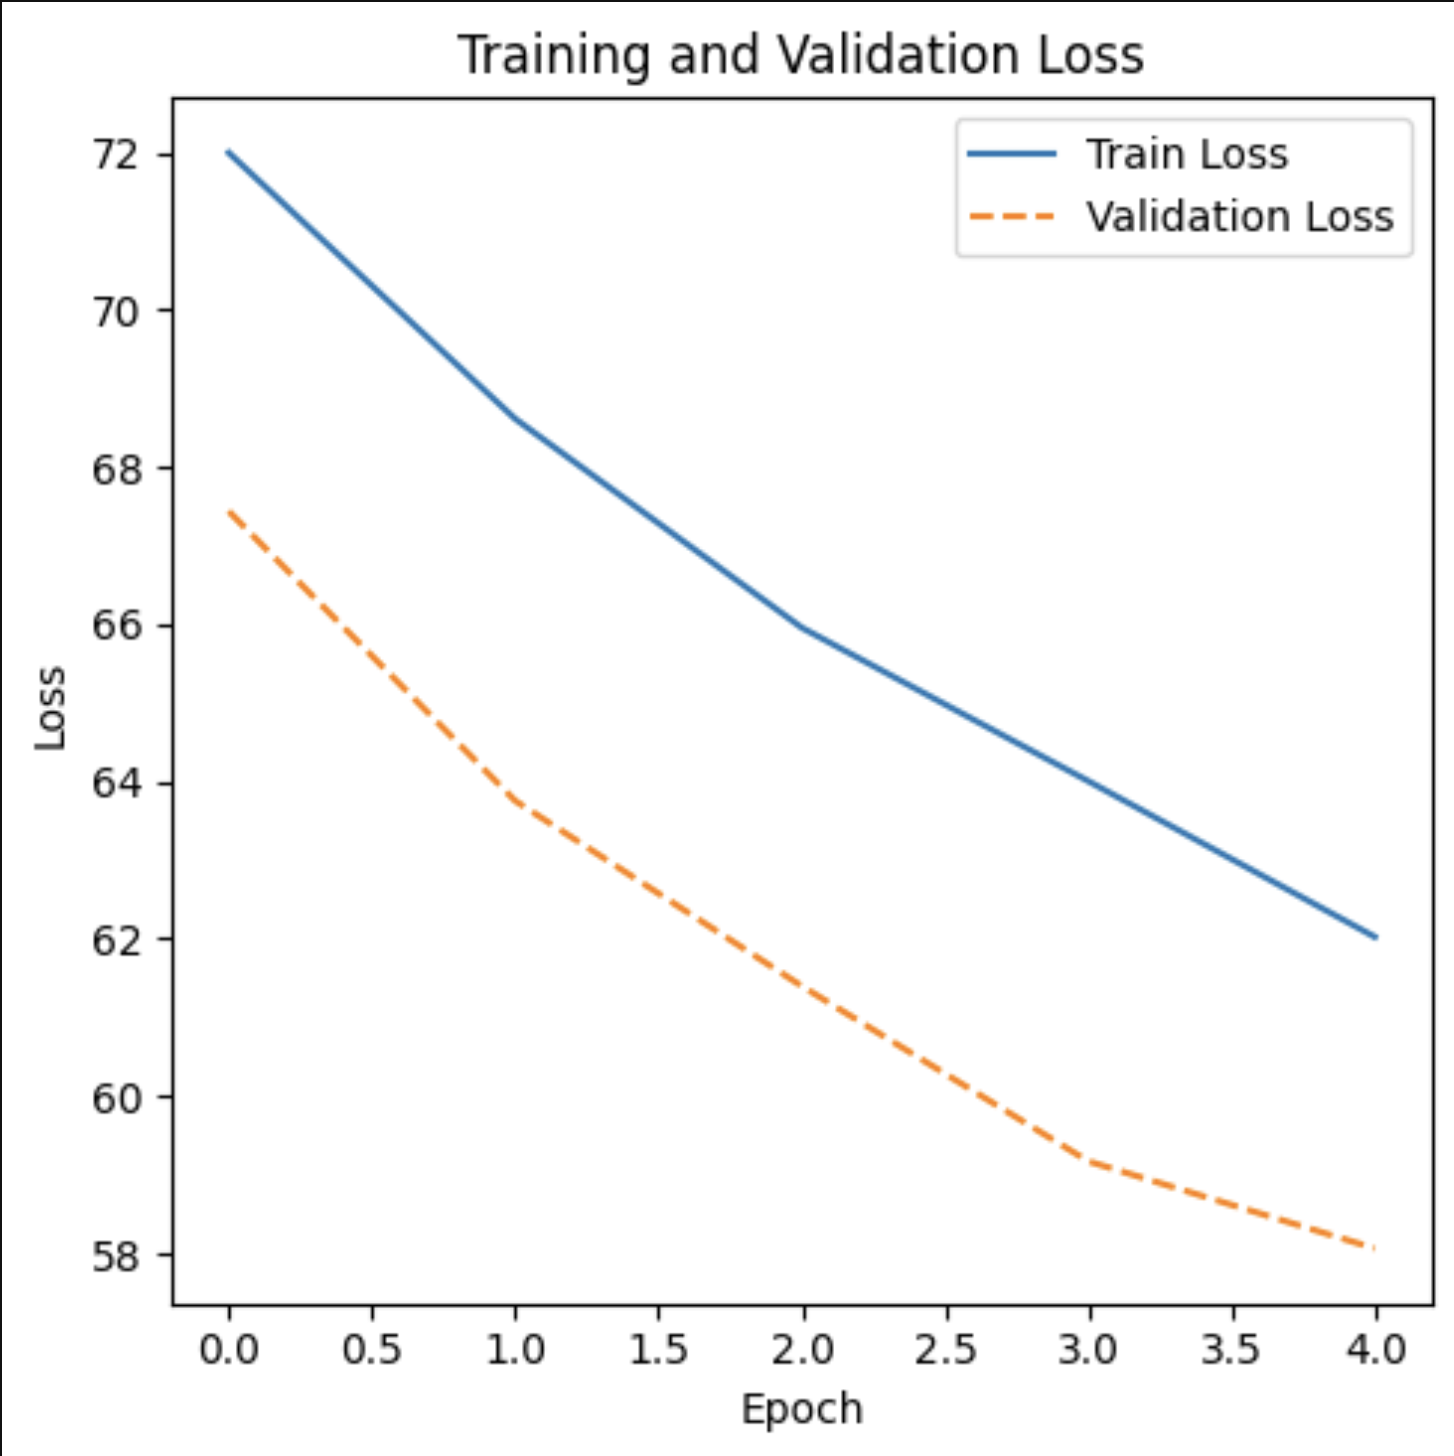 Training and Validation Loss
Train Loss
Validation Loss
72
70
68
66
64
62
60
58
Loss
0.0 0.5 1.0 1.5 2.0 2.5 3.0 3.5 4.0
Epoch